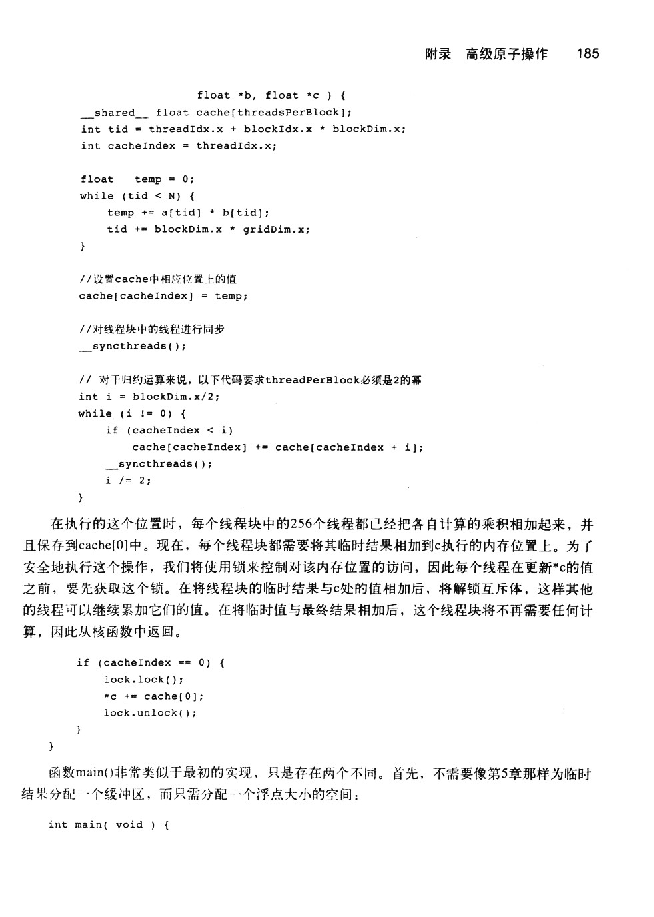 附录 高级原子操作 185
float *b, float *c ) {
__shared__ float cache[threadsPerBlock];
int tid = threadIdx.x + blockIdx.x * blockDim.x;
int cacheIndex = threadIdx.x;
float temp = 0;
while (tid < N) {
temp += a[tid] * b[tid];
tid += blockDim.x * gridDim.x;
}
//设置cache中相应位置上的值
cache[cacheIndex] = temp;
//对线程块中的线程进行同步
__syncthreads();
// 对于归约运算来说，以下代码要求threadPerBlock必须是2的幂
int i = blockDim.x/2;
while (i != 0) {
if (cacheIndex < i)
cache[cacheIndex] += cache[cacheIndex + i];
__syncthreads();
i /= 2;
}
在执行的这个位置时，每个线程块中的256个线程都已经把各自计算的乘积相加起来，并
且保存到cache[0]中。现在，每个线程块都需要将其临时结果相加到c执行的内存位置上。为了
安全地执行这个操作，我们将使用锁来控制对该内存位置的访问，因此每个线程在更新*c的值
之前，要先获取这个锁。在将线程块的临时结果与c处的值相加后，将解锁互斥体，这样其他
的线程可以继续累加它们的值。在将临时值与最终结果相加后，这个线程块将不再需要任何计
算，因此从核函数中返回。
if (cacheIndex == 0) {
lock.lock();
*c += cache[0];
lock.unlock();
}
}
函数main()非常类似于最初的实现，只是存在两个不同。首先，不需要像第5章那样为临时
结果分配一个缓冲区，而只需分配一个浮点大小的空间：
int main( void ) {